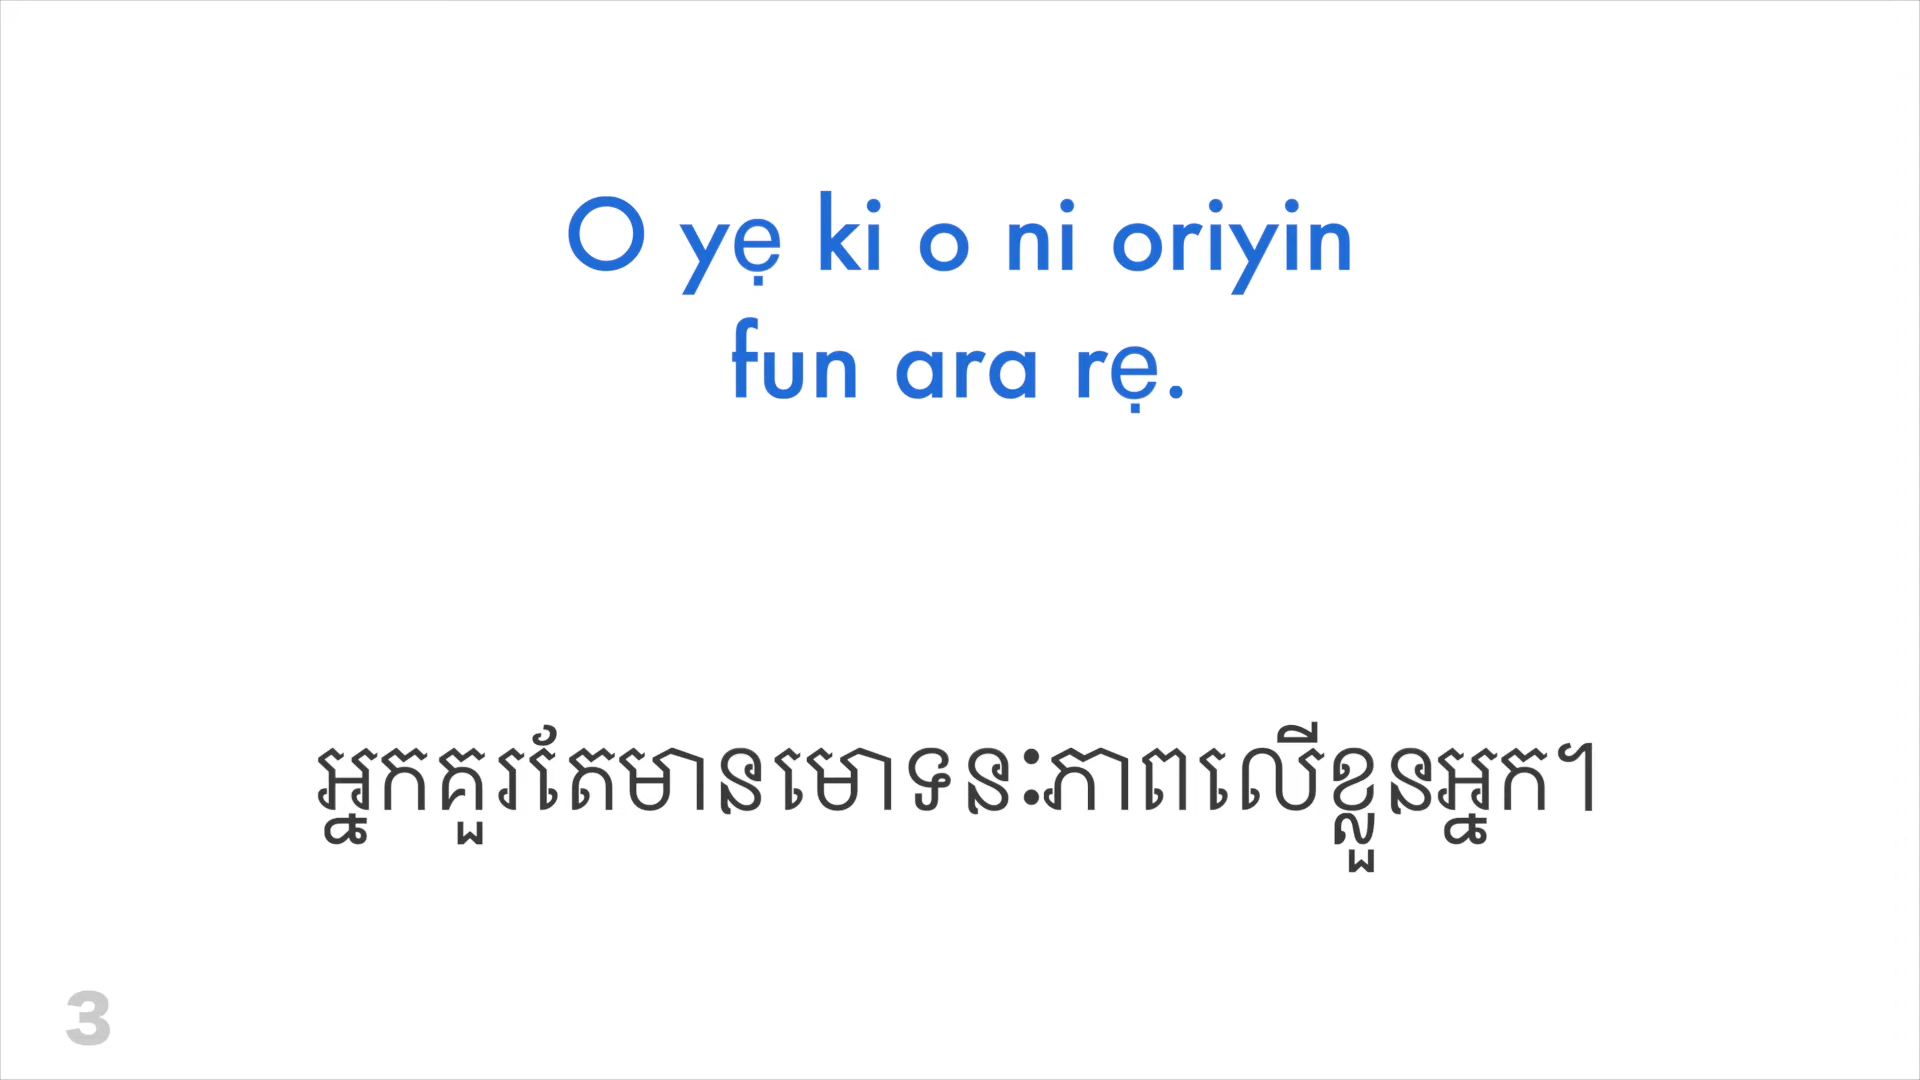 O yẹ ki o ni oriyin
fun ara rẹ.
អ្នកគួរតែមានមោទនះភាពលើខ្លួនអ្នក។
3